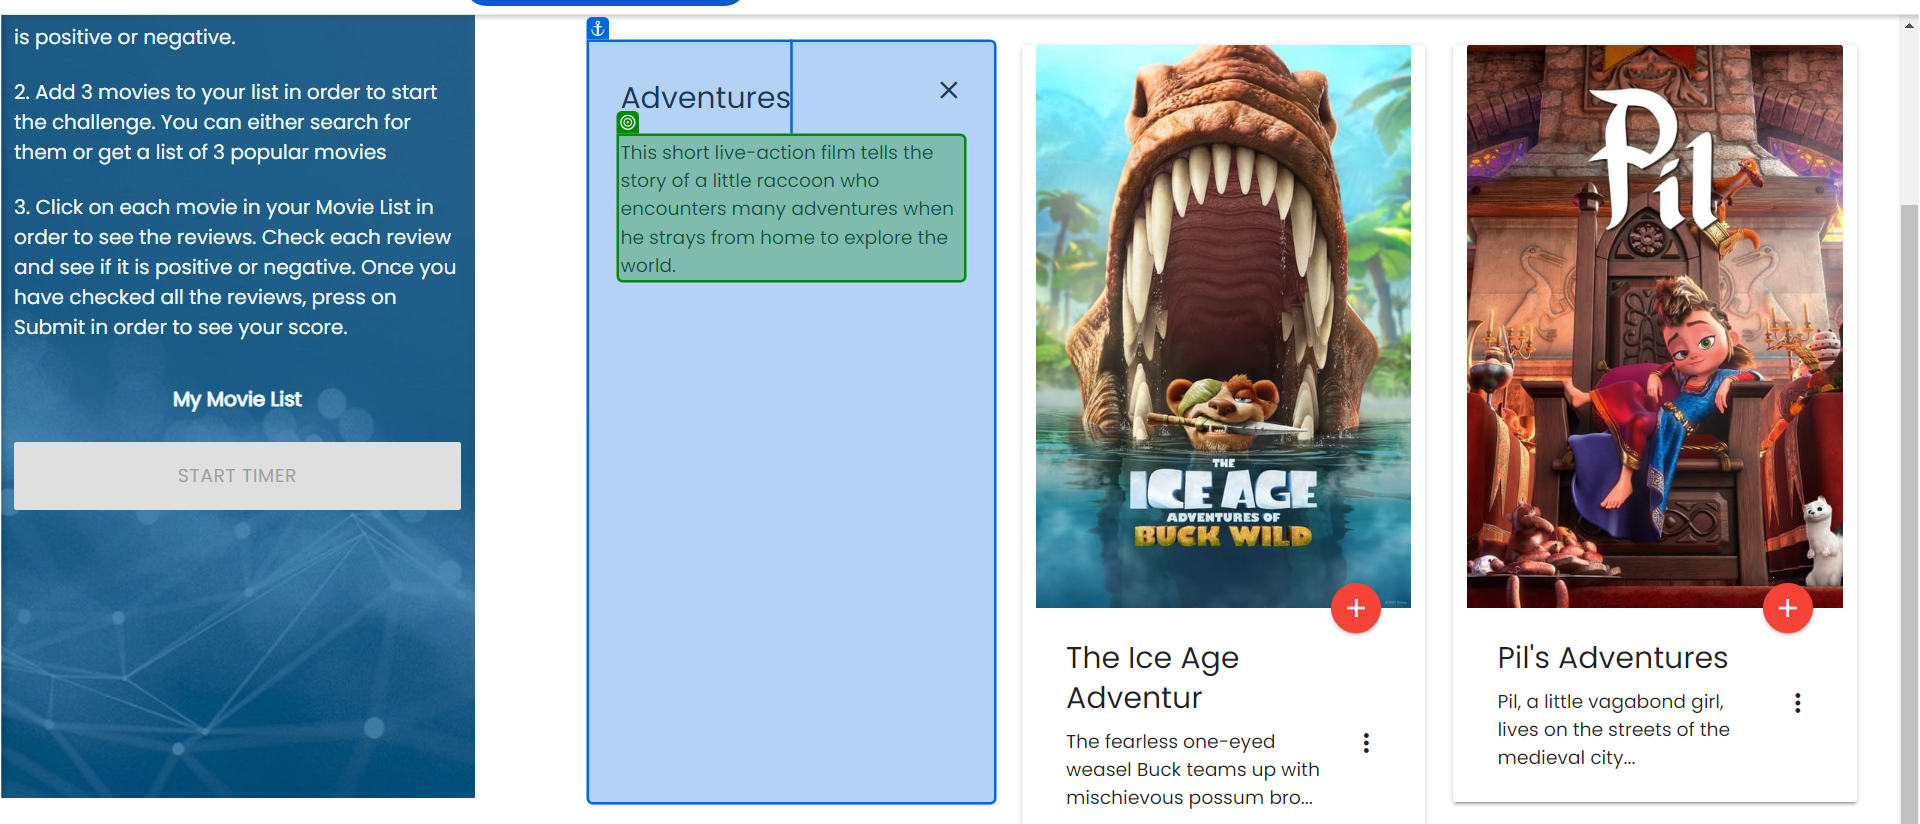 is positive or negative.
2. Add 3 movies to your list in order to start
the challenge. You can either search for
them or get a list of 3 popular movies
3. Click on each movie in your Movie List in
order to see the reviews. Check each review
and see if it is positive or negative. Once you
have checked all the reviews, press on
Submit in order to see your score.
My Movie List
START TIMER
Adventures
This short live-action film tells the
story of a little raccoon who
encounters many adventures when
he strays from home to explore the
world.
THE
ICE AGE
ADVENTURES OF
BUCK WILD
The Ice Age
Adventur
The fearless one-eyed
weasel Buck teams up with
mischievous possum bro...
Pil
Pil's Adventures
Pil, a little vagabond girl,
lives on the streets of the
medieval city...